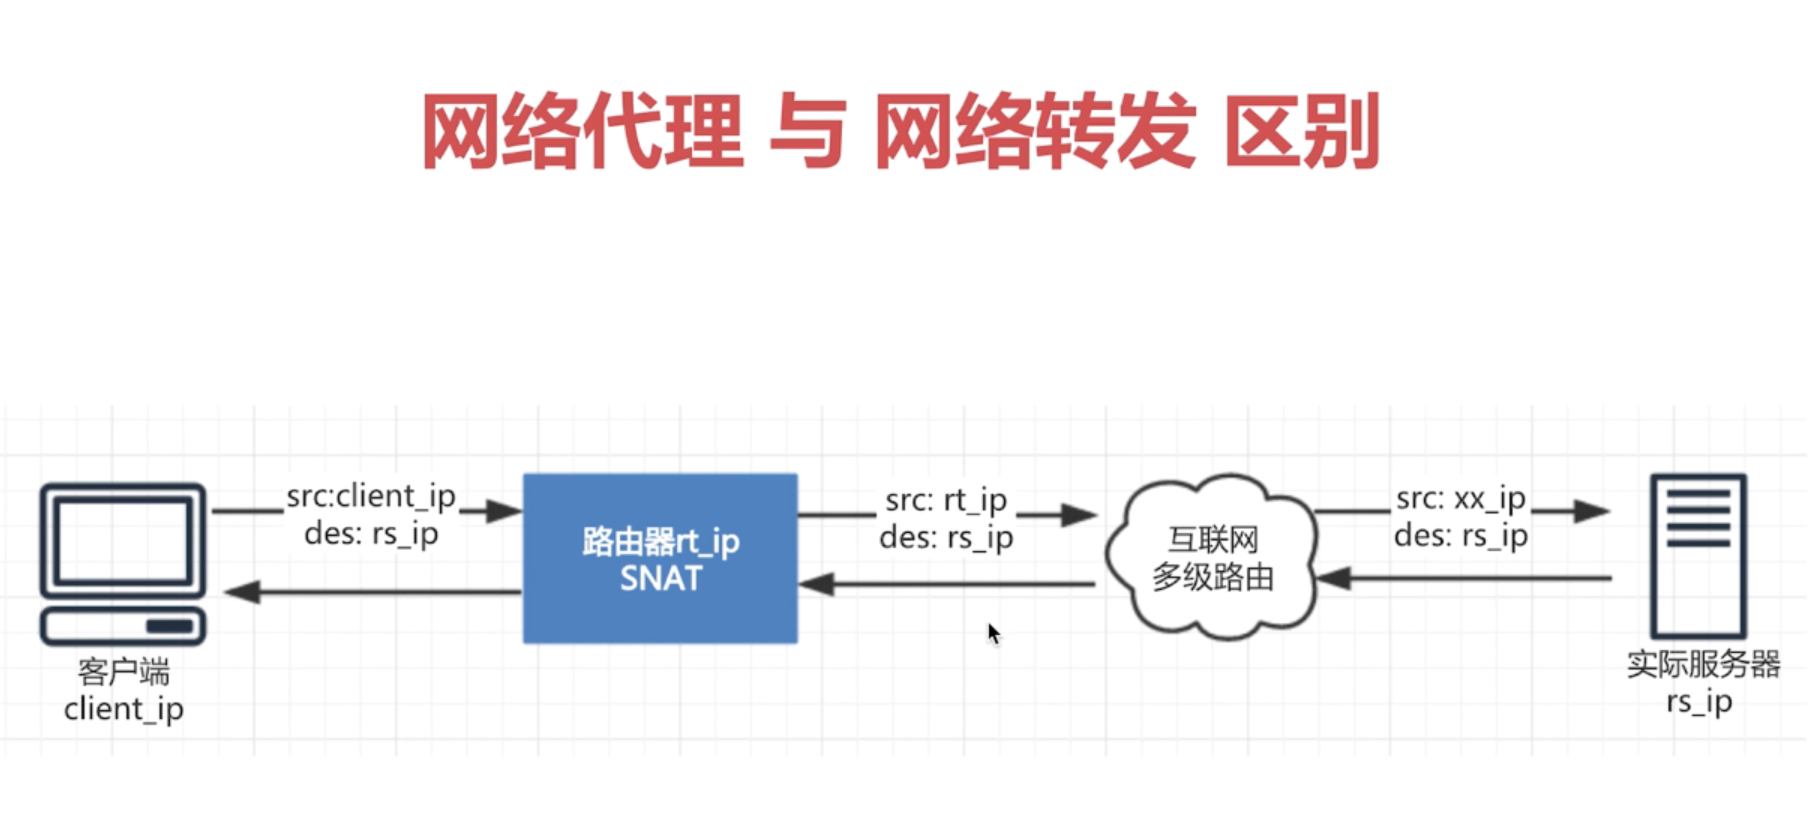 网络代理 与 网络转发 区别
src:client_ip
des: rs_ip
路由器rt_ip
SNAT
src: rt_ip
des: rs_ip
互联网
多级路由
src: xx_ip
des: rs_ip
客户端
client_ip
实际服务器
rs_ip